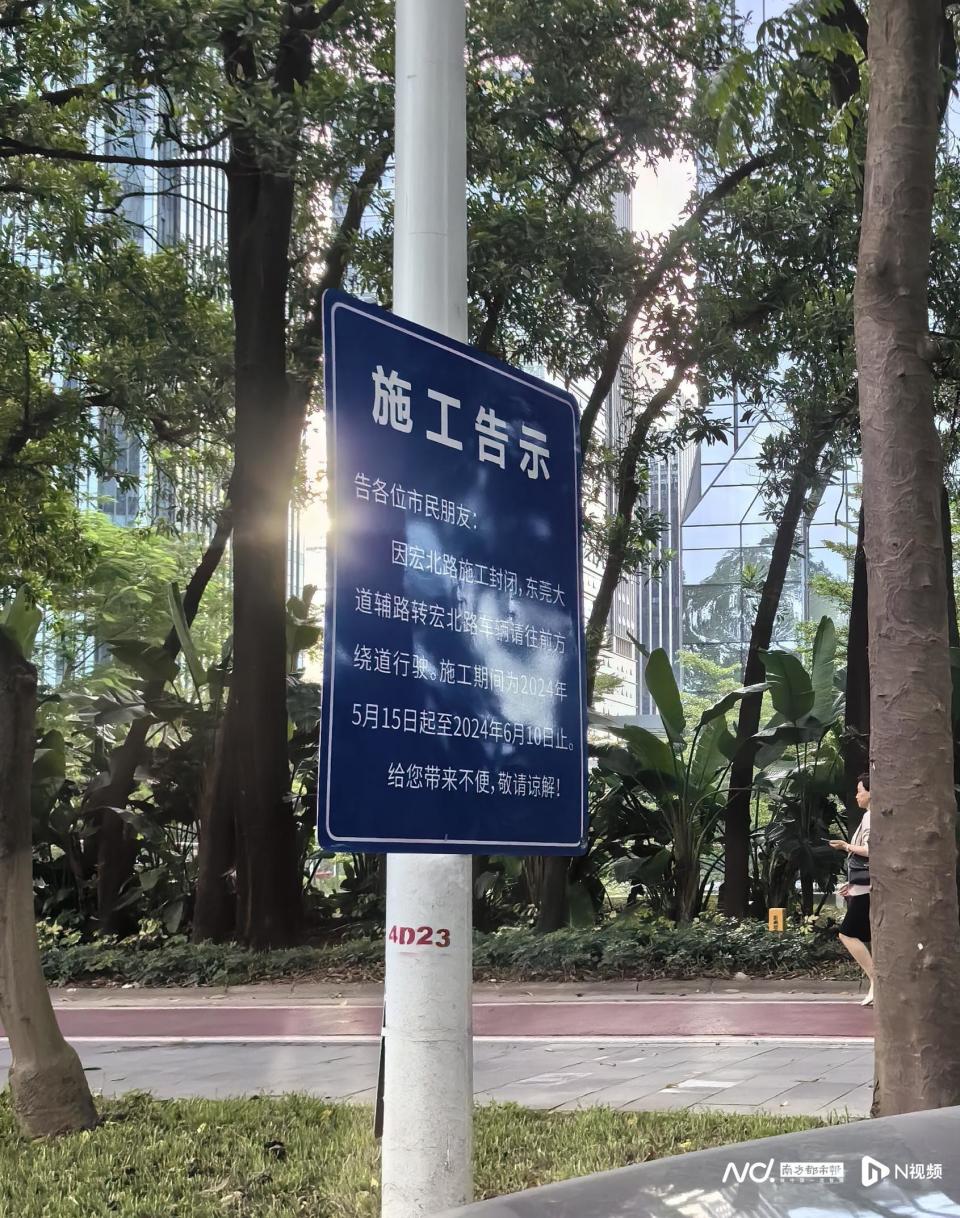 施工告示
告各位市民朋友：
因宏北路施工封闭，东莞大
道辅路转宏北路车辆请往前方
绕道行驶。施工期间为2024年
5月15日起至2024年6月10日止。
给您带来不便，敬请谅解！
4D23
N视频
南方都市报